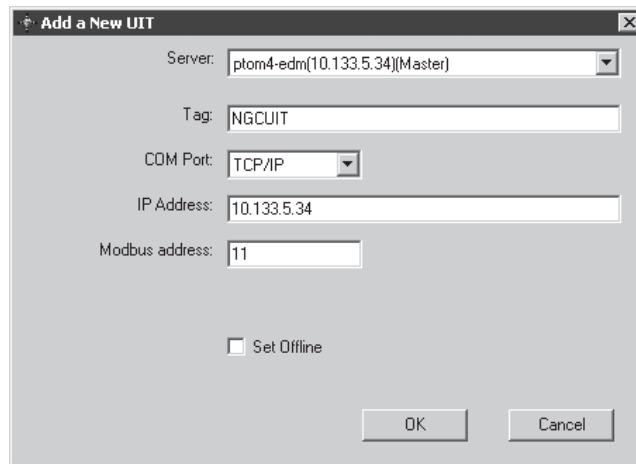 Add a New UIT
Server: ptom4-edm(10.133.5.34)(Master)
Tag: NGCUIT
COM Port: TCP/IP
IP Address: 10.133.5.34
Modbus address: 11
Set Offline
OK Cancel